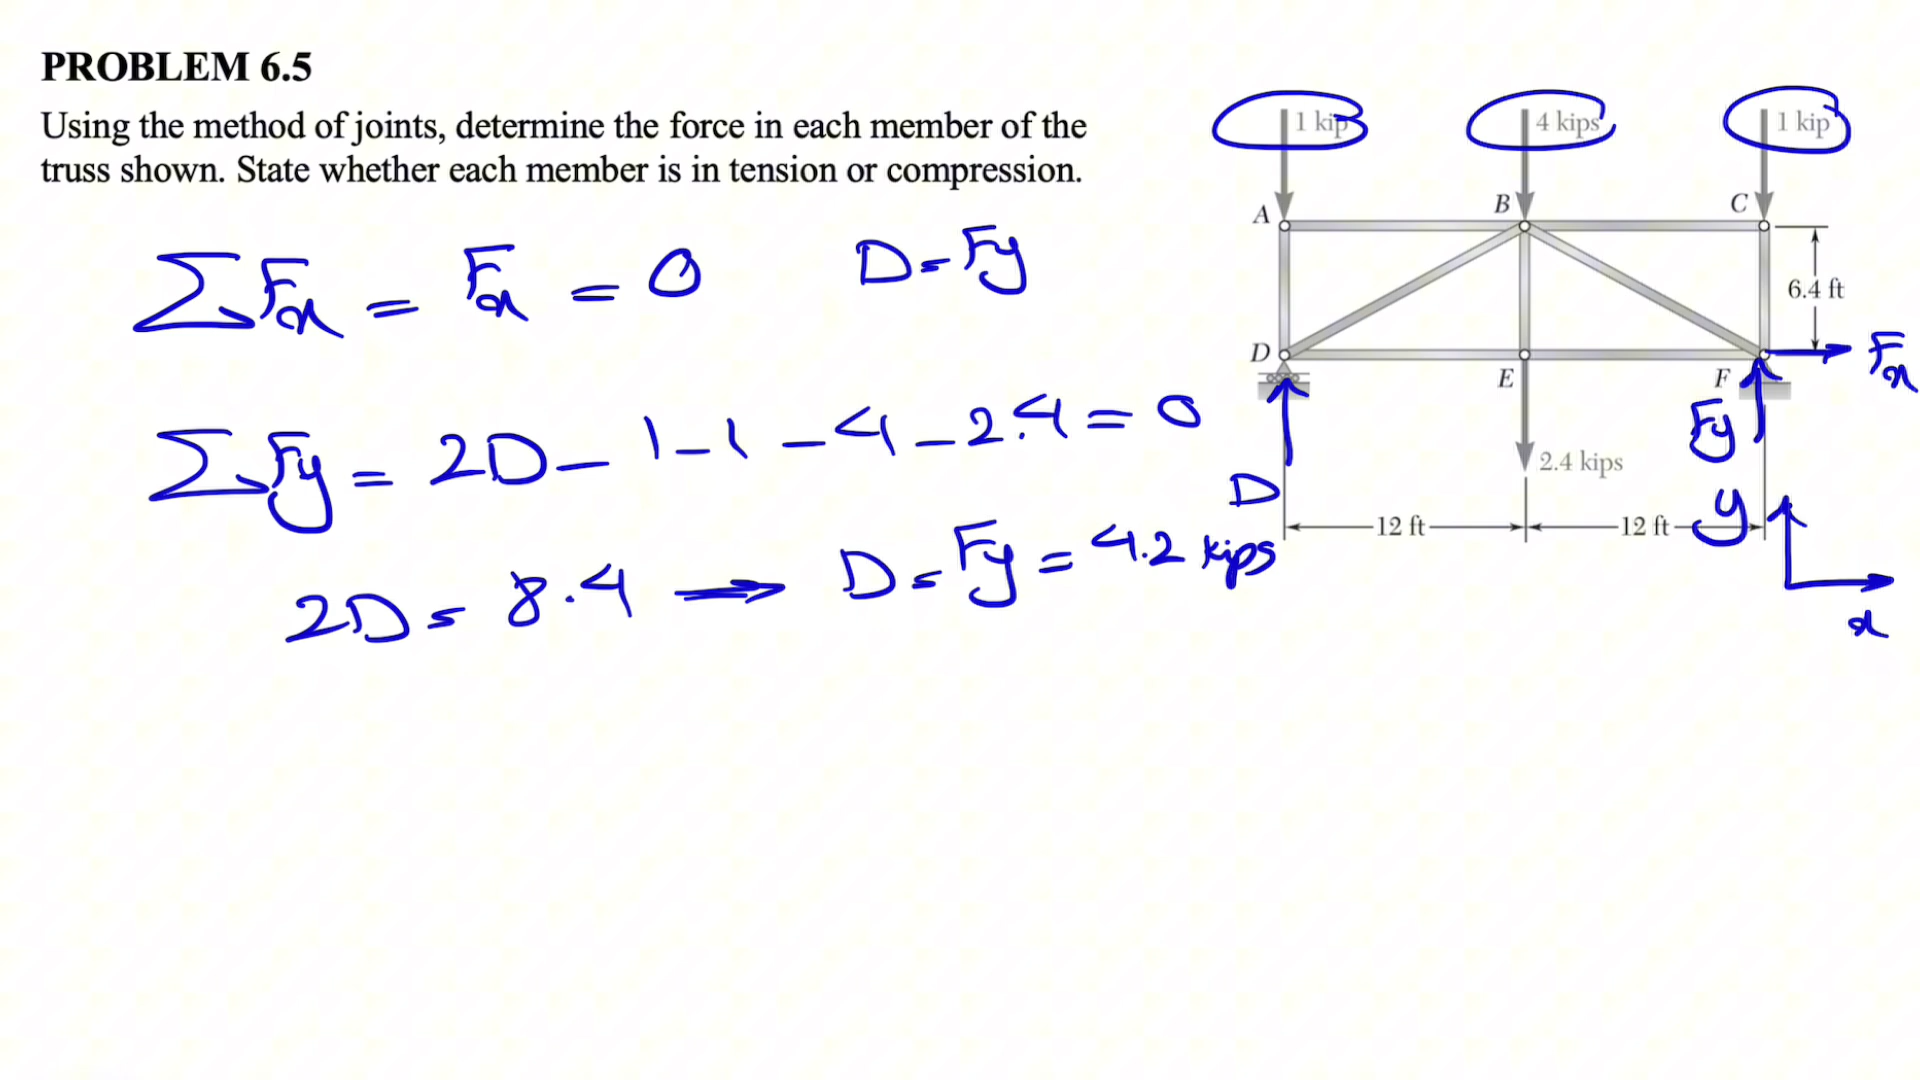 PROBLEM 6.5
Using the method of joints, determine the force in each member of the
truss shown. State whether each member is in tension or compression.
1 kip
4 kips
1 kip
A
B
C
6.4 ft
D
E
F
2.4 kips
12 ft
12 ft
ΣFx = Fx = 0
D = Fy
ΣFy = 2D - 1 - 1 - 4 - 2.4 = 0
2D = 8.4 → D = Fy = 4.2 kips
Fx
Fy
D
y
x